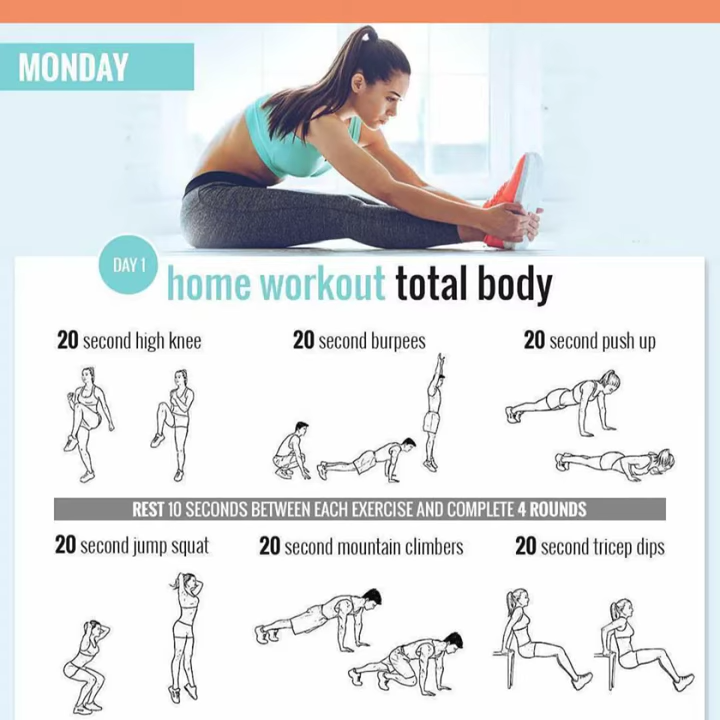 MONDAY
DAY 1
home workout total body
20 second high knee
20 second burpees
20 second push up
REST 10 SECONDS BETWEEN EACH EXERCISE AND COMPLETE 4 ROUNDS
20 second jump squat
20 second mountain climbers
20 second tricep dips